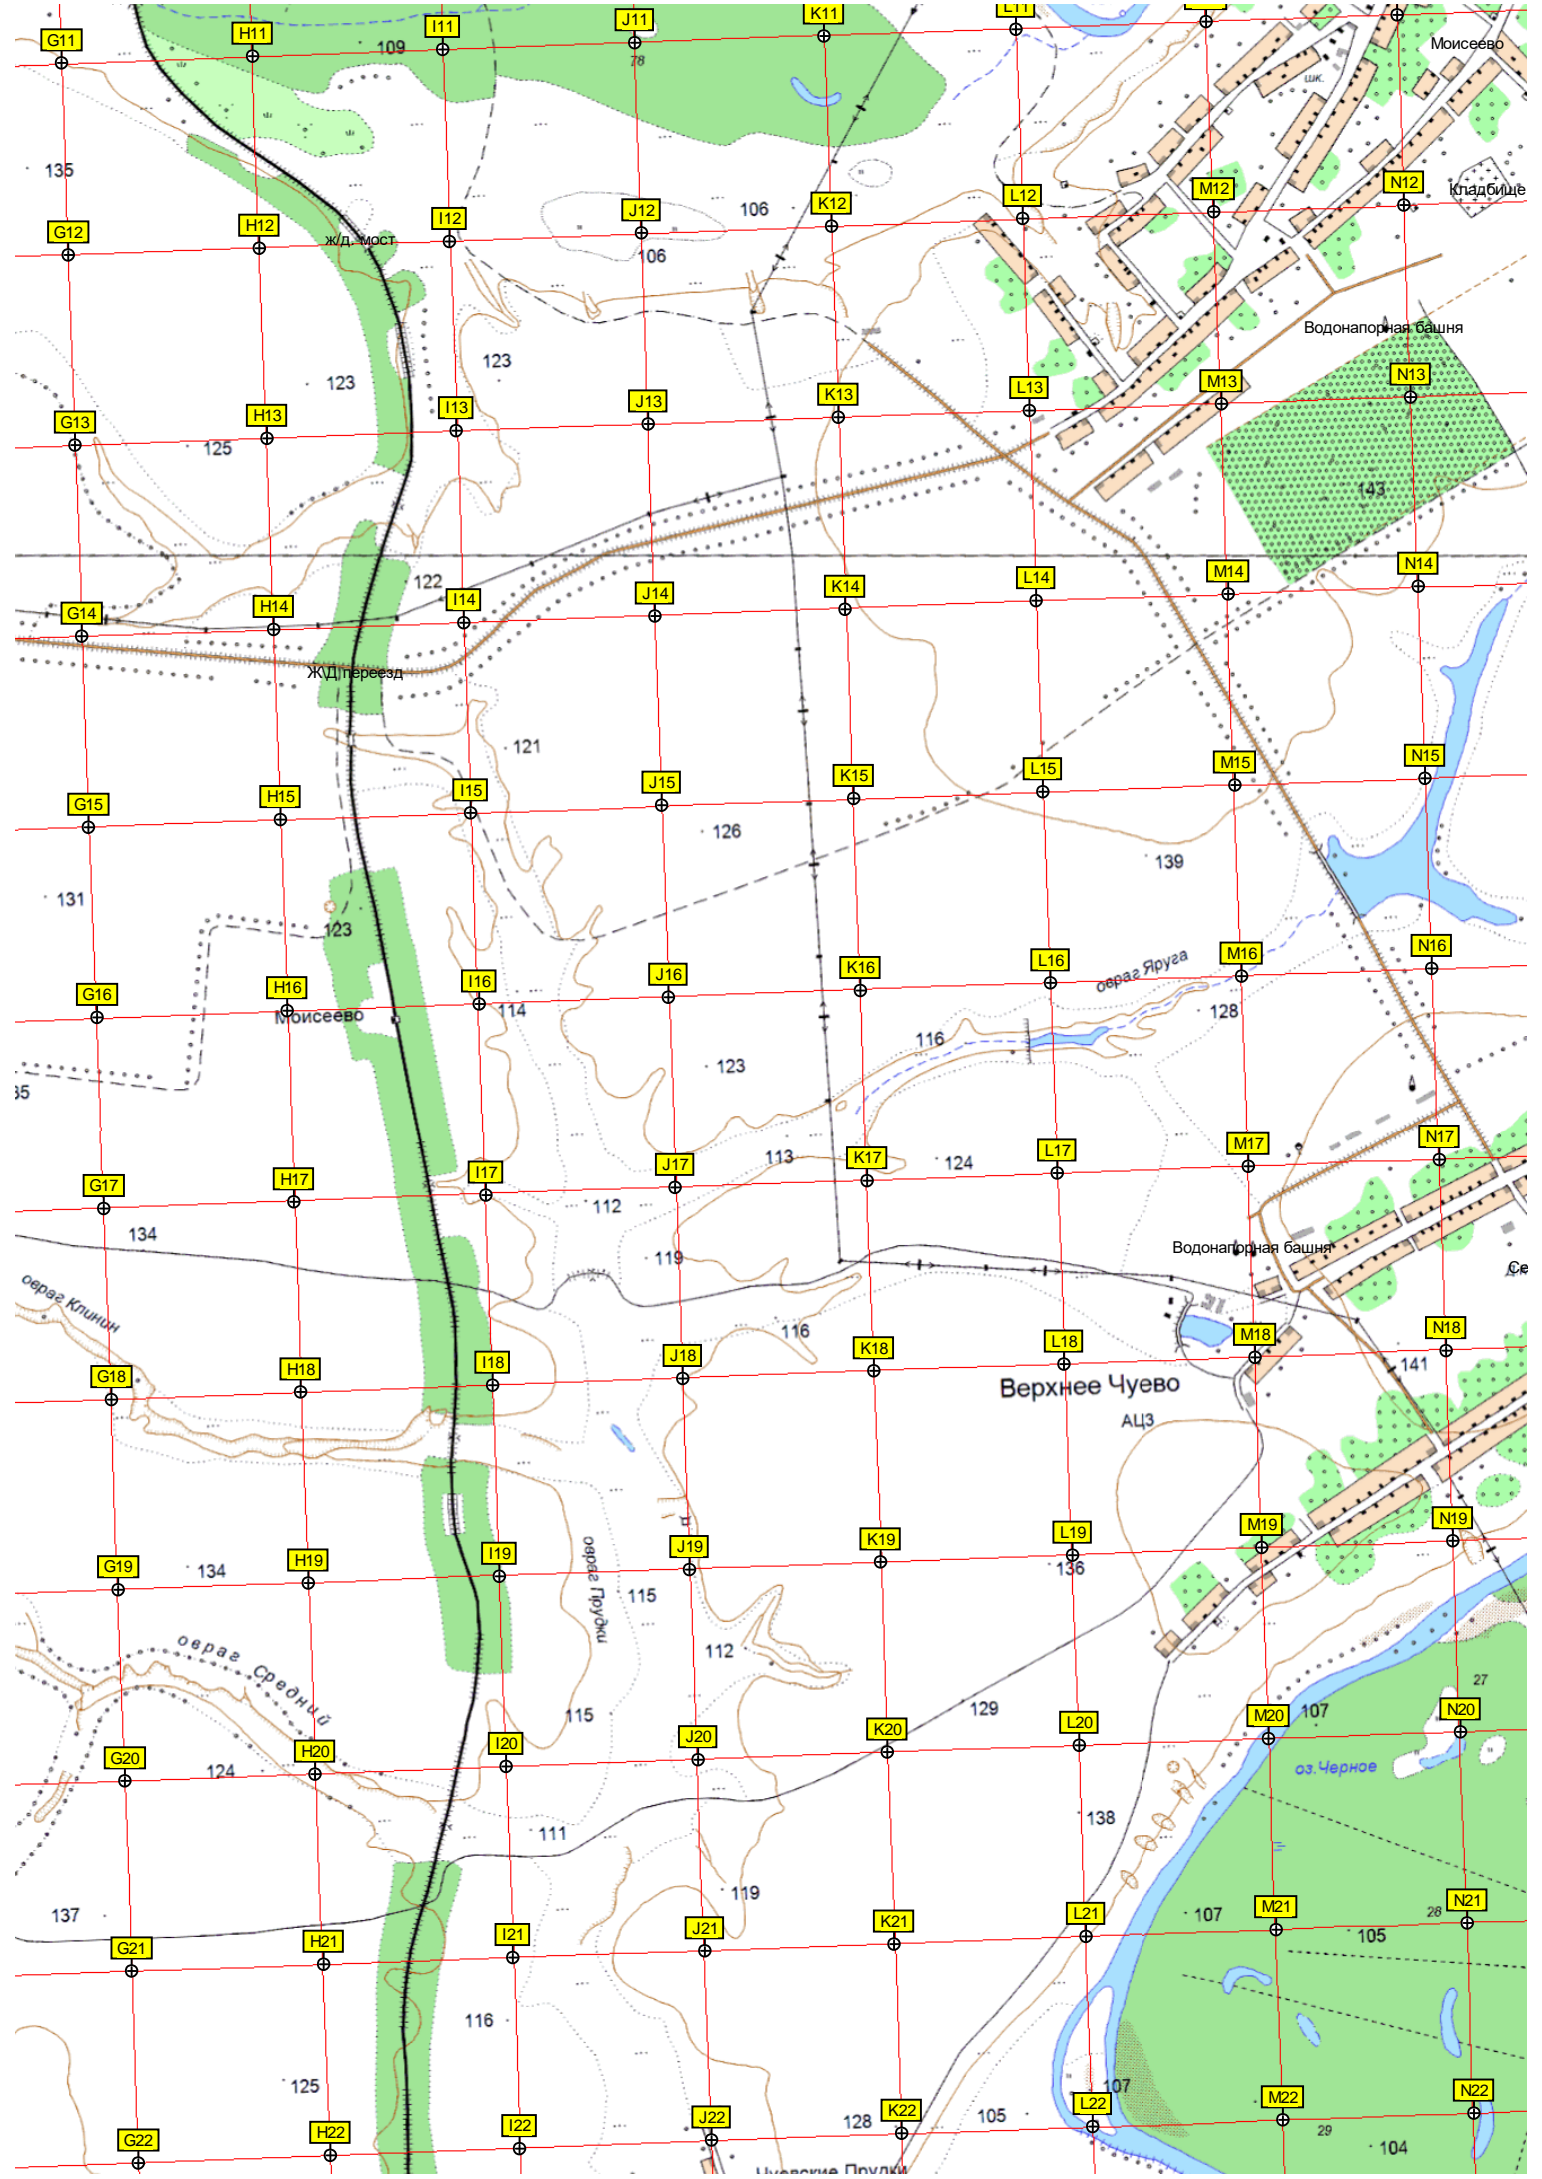 K11
L11
J11
I11
H11
G11
Моисеево
109
78
шк.
135
106
106
Кладбище
N12
M12
L12
K12
J12
I12
H12
G12
ж/д. мост
123
123
Водонапорная башня
N13
M13
L13
K13
J13
I13
H13
G13
125
143
122
N14
M14
L14
K14
J14
I14
H14
G14
Ж\Д переезд
121
N15
M15
L15
K15
J15
I15
H15
G15
126
139
131
123
овраг Яруга
N16
M16
L16
K16
J16
I16
H16
G16
Моисеево
114
128
116
123
35
113
124
N17
M17
L17
K17
J17
I17
H17
G17
112
134
119
Водонапорная башня
Се
овраг Клинин
116
141
N18
M18
L18
K18
J18
I18
H18
G18
Верхнее Чуево
АЦЗ
N19
M19
L19
K19
J19
I19
H19
G19
134
136
115
овраг Прудки
112
овраг Средний
27
129
115
107
N20
M20
L20
K20
J20
I20
H20
G20
124
оз.Черное
138
111
119
137
107
28
105
N21
M21
L21
K21
J21
I21
H21
G21
116
125
107
128
105
N22
M22
L22
K22
J22
I22
H22
G22
29
104
Чуевские Прудки